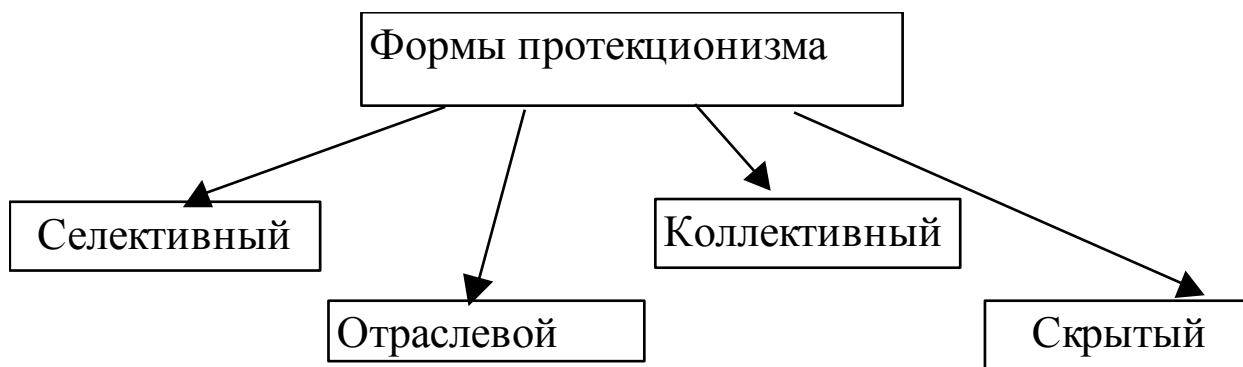 Формы протекционизма
Селективный
Коллективный
Отраслевой
Скрытый